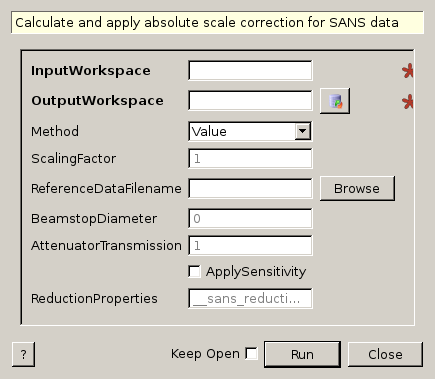 Calculate and apply absolute scale correction for SANS data
InputWorkspace
OutputWorkspace
Method Value
ScalingFactor 1
ReferenceDataFilename Browse
BeamstopDiameter 0
AttenuatorTransmission 1
ApplySensitivity
ReductionProperties __sans_reducti...
? Keep Open Run Close